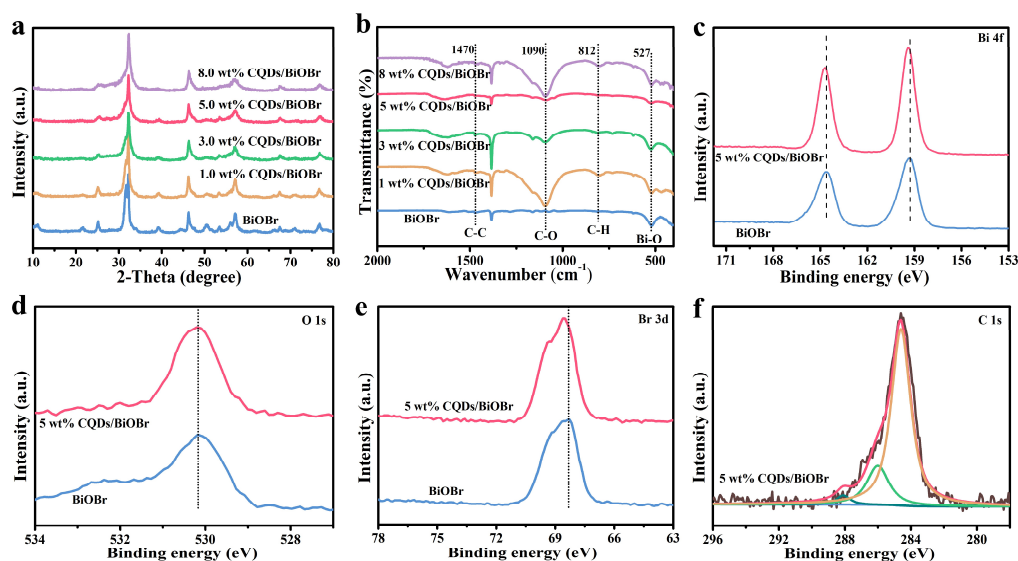 a
8.0 wt% CQDs/BiOBr
5.0 wt% CQDs/BiOBr
3.0 wt% CQDs/BiOBr
1.0 wt% CQDs/BiOBr
BiOBr
Intensity (a.u.)
10 20 30 40 50 60 70 80
2-Theta (degree)
b
1470 1090 812 527
8 wt% CQDs/BiOBr
5 wt% CQDs/BiOBr
3 wt% CQDs/BiOBr
1 wt% CQDs/BiOBr
BiOBr
C-C C-O C-H Bi-O
Transmittance (%)
2000 1500 1000 500
Wavenumber (cm-1)
c
Bi 4f
5 wt% CQDs/BiOBr
BiOBr
Intensity (a.u.)
171 168 165 162 159 156 153
Binding energy (eV)
d
O 1s
5 wt% CQDs/BiOBr
BiOBr
Intensity (a.u.)
534 532 530 528
Binding energy (eV)
e
Br 3d
5 wt% CQDs/BiOBr
BiOBr
Intensity (a.u.)
78 75 72 69 66 63
Binding energy (eV)
f
C 1s
5 wt% CQDs/BiOBr
Intensity (a.u.)
296 292 288 284 280
Binding energy (eV)